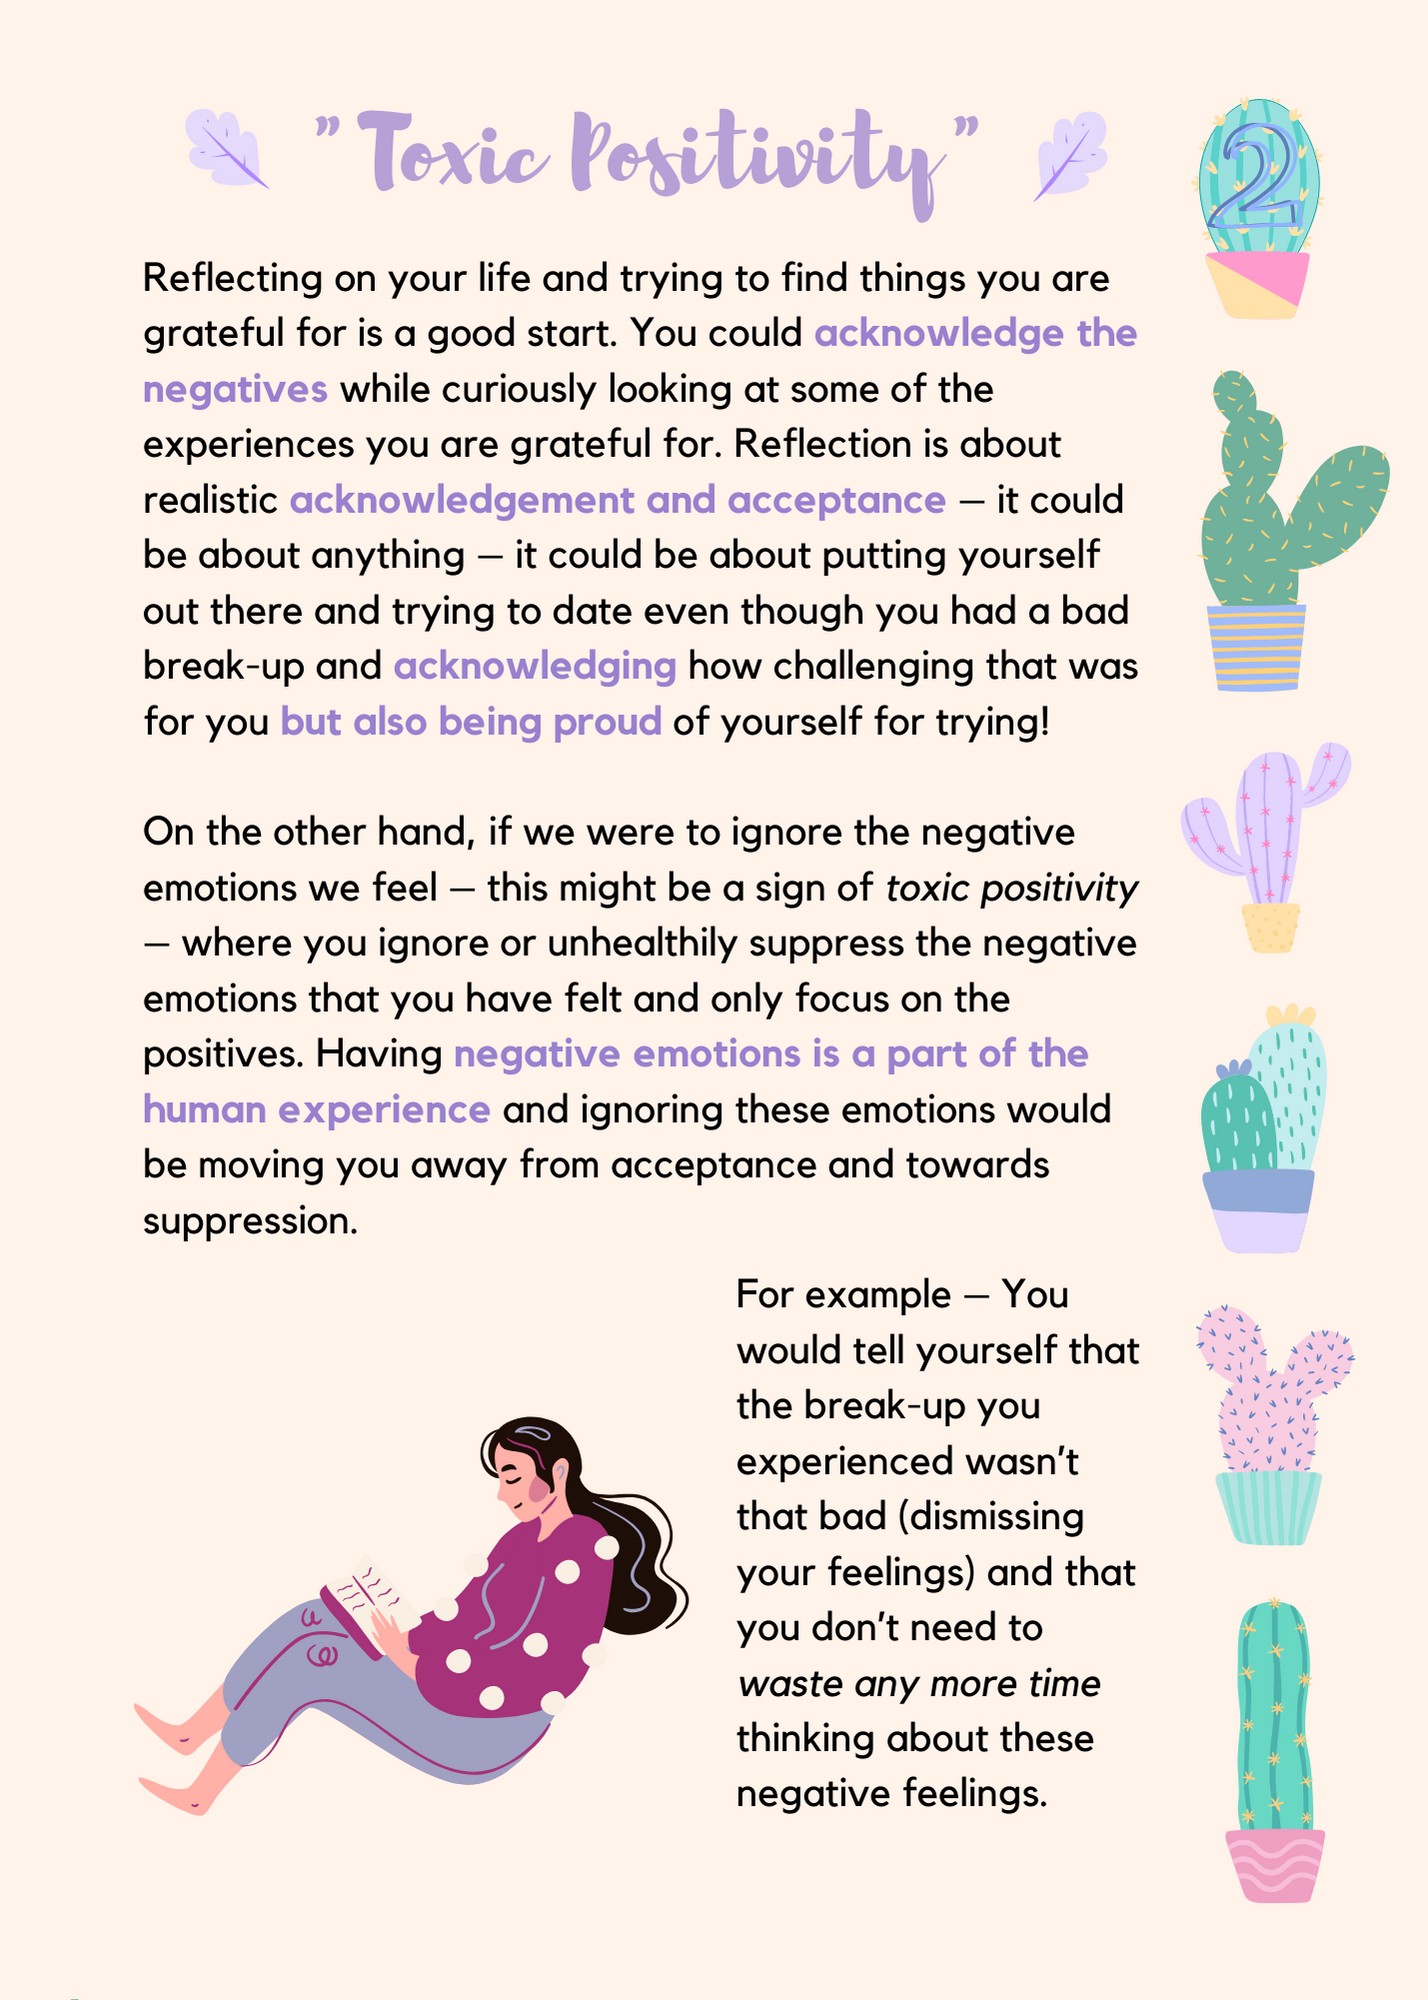 ” Toxic Positivity ”
2
Reflecting on your life and trying to find things you are
grateful for is a good start. You could acknowledge the
negatives while curiously looking at some of the
experiences you are grateful for. Reflection is about
realistic acknowledgement and acceptance – it could
be about anything – it could be about putting yourself
out there and trying to date even though you had a bad
break-up and acknowledging how challenging that was
for you but also being proud of yourself for trying!
On the other hand, if we were to ignore the negative
emotions we feel – this might be a sign of toxic positivity
– where you ignore or unhealthily suppress the negative
emotions that you have felt and only focus on the
positives. Having negative emotions is a part of the
human experience and ignoring these emotions would
be moving you away from acceptance and towards
suppression.
For example – You
would tell yourself that
the break-up you
experienced wasn’t
that bad (dismissing
your feelings) and that
you don’t need to
waste any more time
thinking about these
negative feelings.